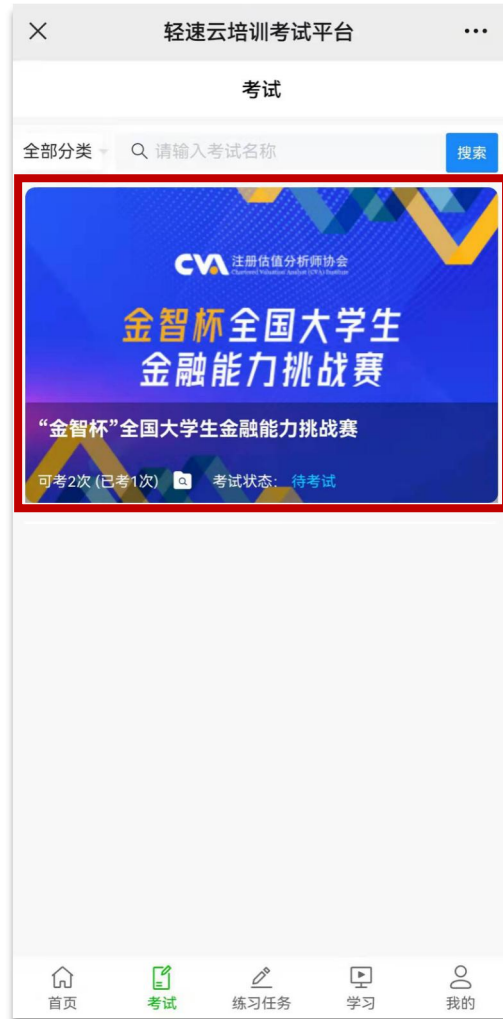 轻速云培训考试平台
考试
全部分类
请输入考试名称
搜索
CVA 注册估值分析师协会
Chartered Valuation Analyst (CVA) Institute
金智杯全国大学生
金融能力挑战赛
“金智杯”全国大学生金融能力挑战赛
可考2次 (已考1次) 考试状态: 待考试
首页 考试 练习任务 学习 我的